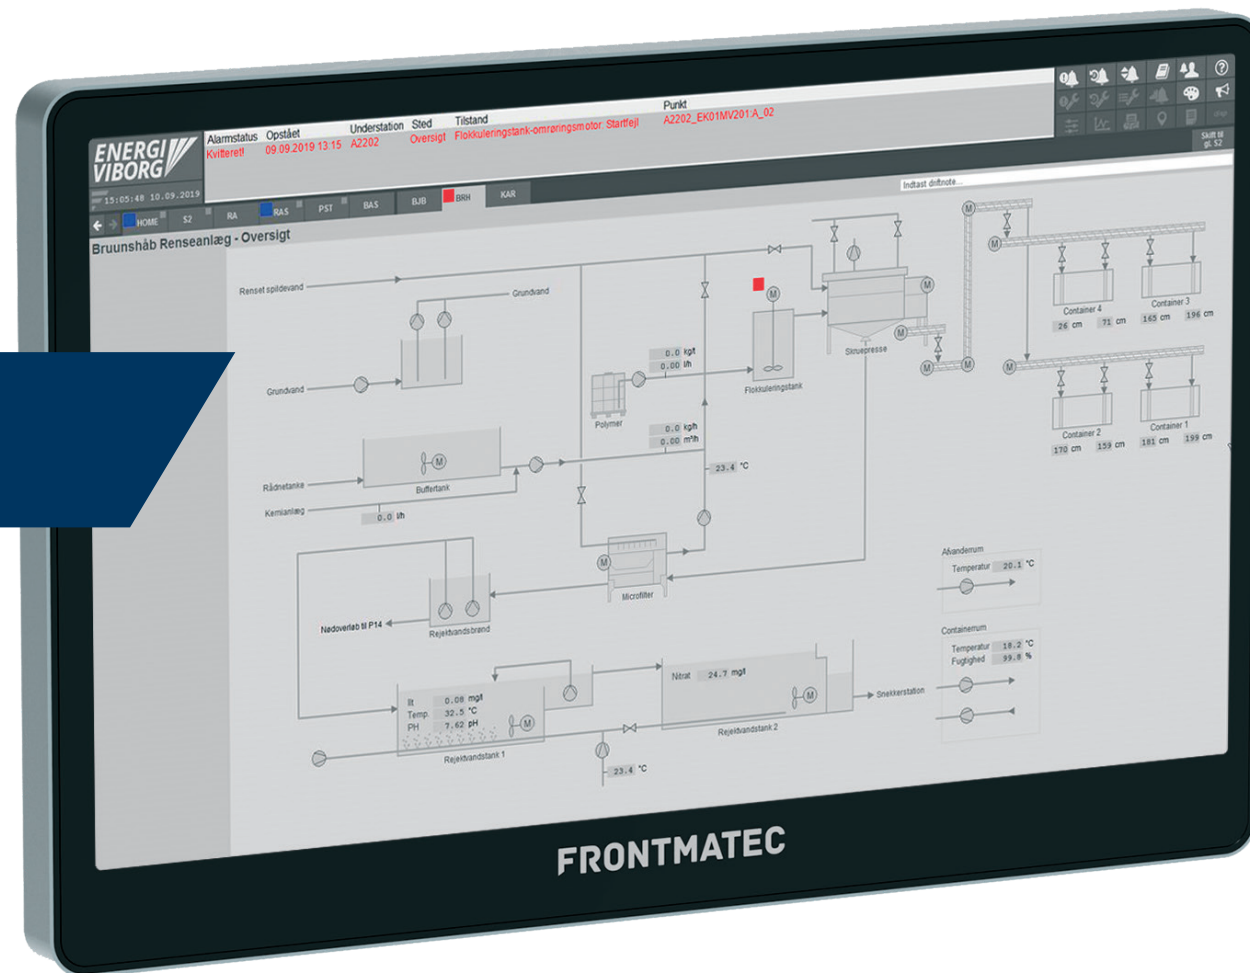 ENERGI
VIBORG
15:05:48 10.09.2019
Alarmstatus Opstået Understation Sted Tilstand Punkt
Kvitteret! 09.09.2019 13:15 A2202 Oversigt Flokkuleringstank-omrøringsmotor. Startfejl A2202_EK01MV201:A_02
Skift til
gl. S2
HOME S2 RA RAS PST BAS BJB BRH KAR
Indtast driftnote...
Bruunshåb Renseanlæg - Oversigt
Renset spildevand
Grundvand
Grundvand
Rådnetanke
Kemianlæg
0.0 l/h
Buffertank
M
Polymer
0.0 kg/t
0.00 l/h
0.0 kg/h
0.00 m³/h
23.4 °C
M
Flokkuleringstank
Skruepresse
M
M
M
M
M
M
M
M
Container 4
26 cm 71 cm
Container 3
165 cm 196 cm
Container 2
170 cm 159 cm
Container 1
181 cm 199 cm
M
Microfilter
Nødoverløb til P14
Rejektvandsbrønd
Ilt 0.08 mg/l
Temp. 32.5 °C
PH 7.62 pH
M
Rejektvandstank 1
Nitrat 24.7 mg/l
M
Rejektvandstank 2
Snekkerstation
23.4 °C
Afvanderrum
Temperatur 20.1 °C
Containerrum
Temperatur 18.2 °C
Fugtighed 99.8 %
FRONTMATEC